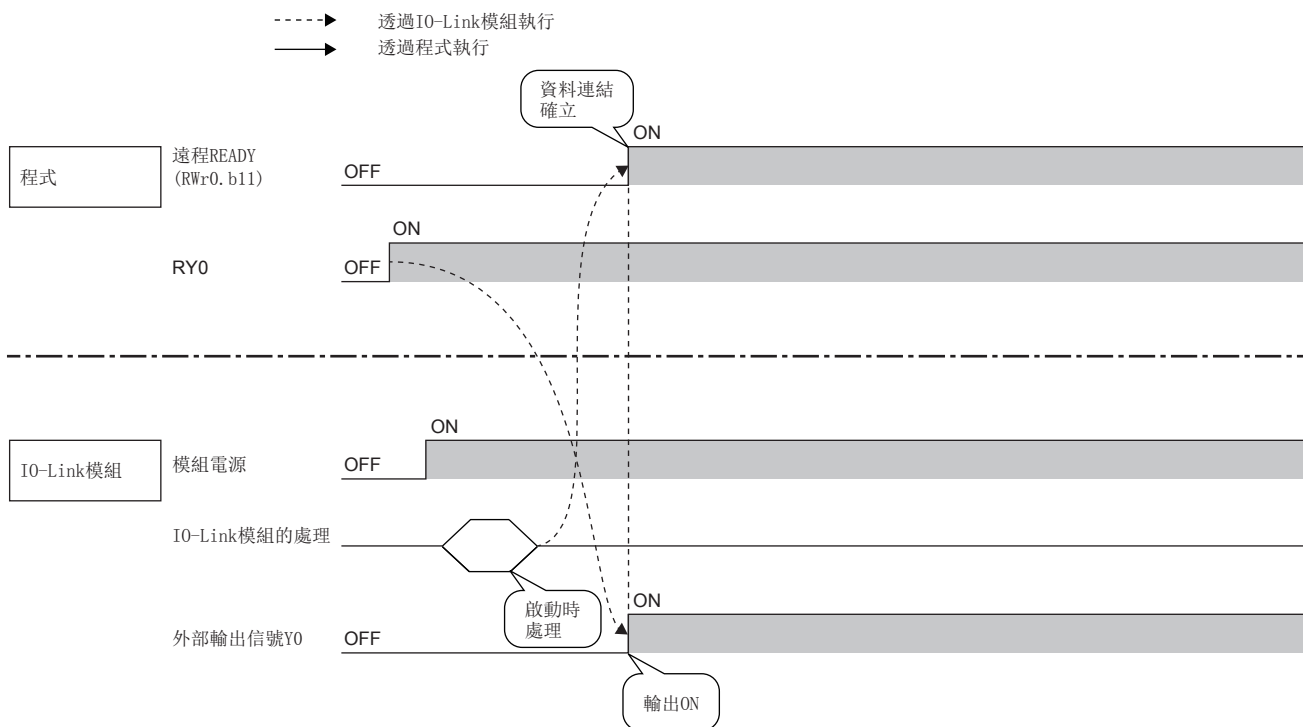 透過IO-Link模組執行
透過程式執行
資料連結
確立
ON
程式
遠程READY
(RWr0.b11)
OFF
ON
RY0
OFF
ON
IO-Link模組
模組電源
OFF
IO-Link模組的處理
啟動時
處理
ON
外部輸出信號Y0
OFF
輸出ON